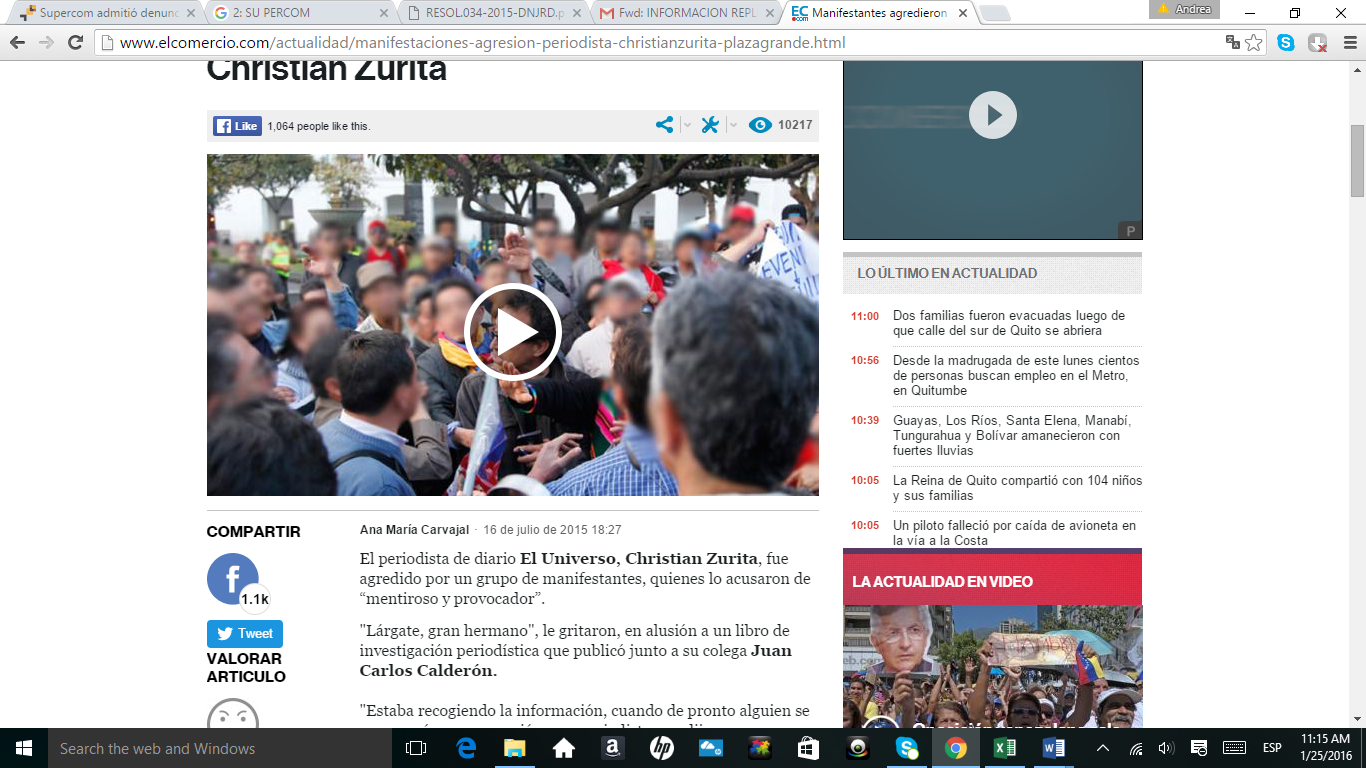 Supercom admitió denunc
2: SU PERCOM
RESOL.034-2015-DNJRD.p
Fwd: INFORMACION REPL
EC
.com
Manifestantes agredieron
Andrea
www.elcomercio.com/actualidad/manifestaciones-agresion-periodista-christianzurita-plazagrande.html
Christian Zurita
Like
1,064 people like this.
10217
EVEN
P
COMPARTIR
1.1k
Tweet
VALORAR
ARTICULO
Ana María Carvajal - 16 de julio de 2015 18:27
El periodista de diario El Universo, Christian Zurita, fue
agredido por un grupo de manifestantes, quienes lo acusaron de
“mentiroso y provocador”.
"Lárgate, gran hermano", le gritaron, en alusión a un libro de
investigación periodística que publicó junto a su colega Juan
Carlos Calderón.
"Estaba recogiendo la información, cuando de pronto alguien se
LO ÚLTIMO EN ACTUALIDAD
11:00 Dos familias fueron evacuadas luego de
que calle del sur de Quito se abriera
10:56 Desde la madrugada de este lunes cientos
de personas buscan empleo en el Metro,
en Quitumbe
10:39 Guayas, Los Ríos, Santa Elena, Manabí,
Tungurahua y Bolívar amanecieron con
fuertes lluvias
10:05 La Reina de Quito compartió con 104 niños
y sus familias
10:05 Un piloto falleció por caída de avioneta en
la vía a la Costa
LA ACTUALIDAD EN VIDEO
Search the web and Windows
ESP
11:15 AM
1/25/2016